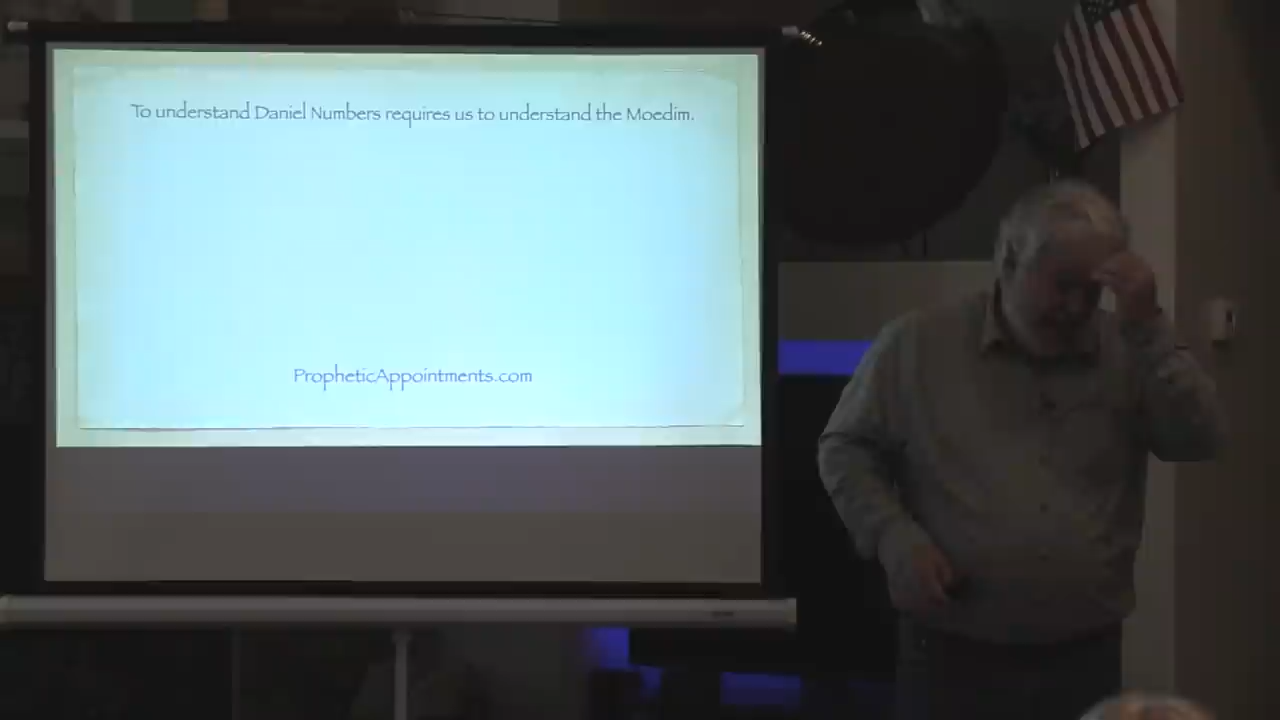 To understand Daniel Numbers requires us to understand the Moedim.
PropheticAppointments.com